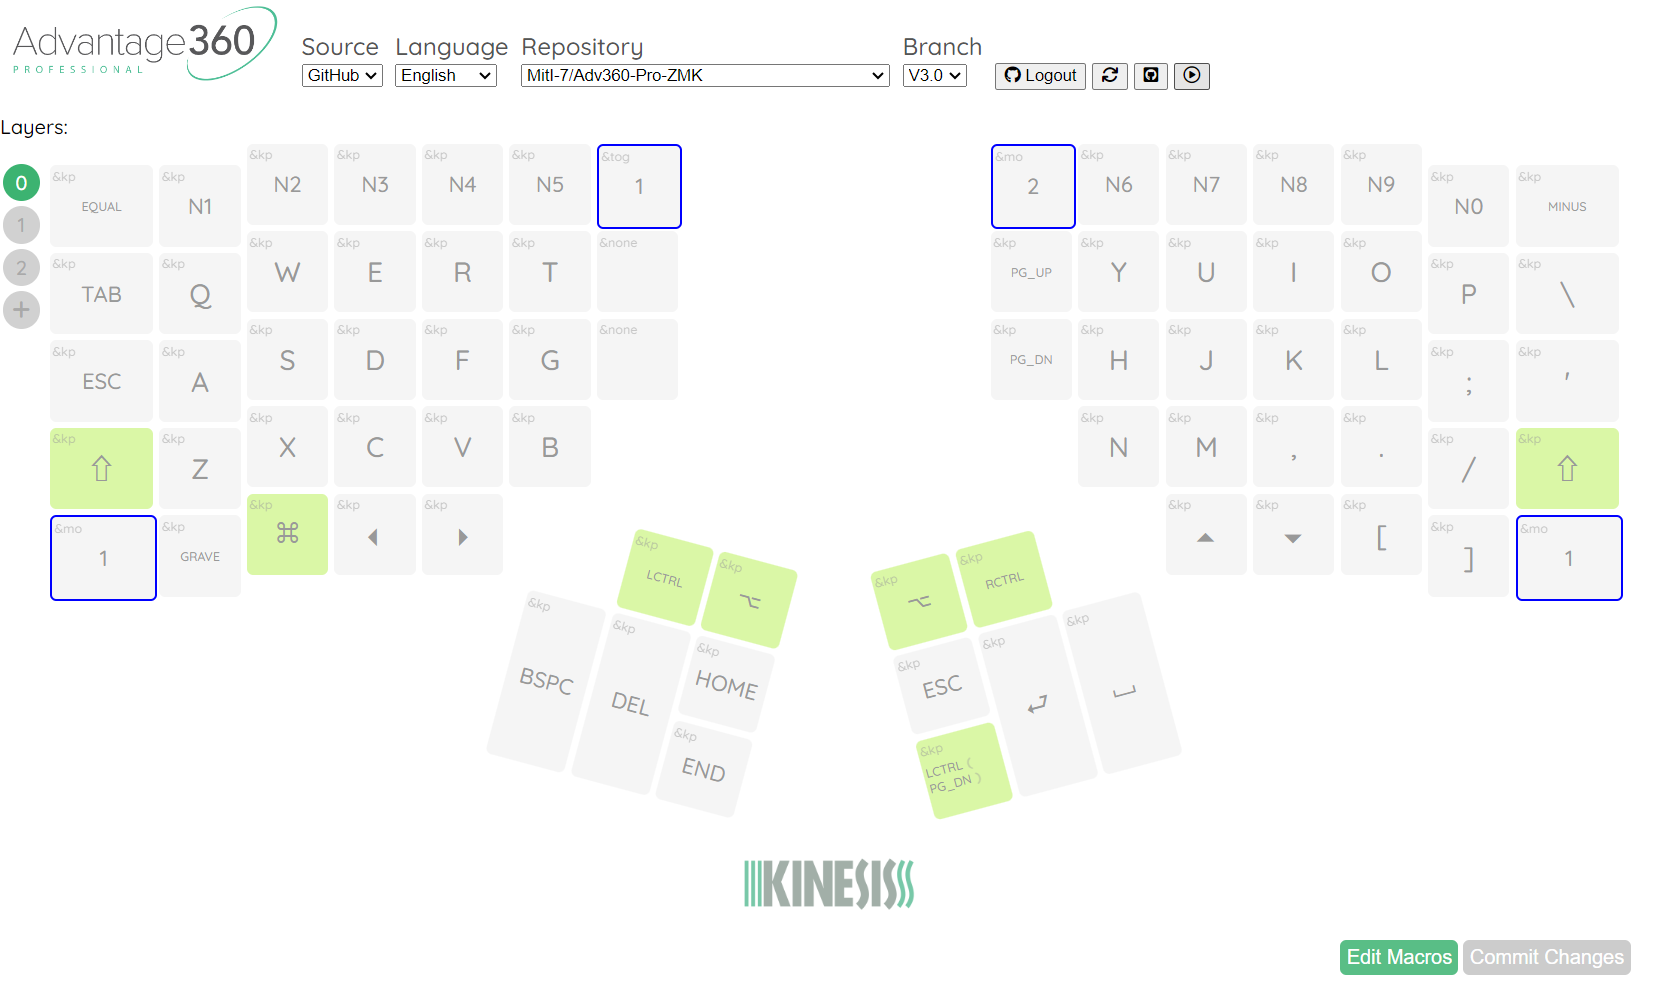 Advantage360
PROFESSIONAL
Source Language Repository Branch
GitHub English Mitl-7/Adv360-Pro-ZMK V3.0 Logout
Layers:
0
1
2
+
&kp &kp &kp &kp &kp &kp &tog
EQUAL N1 N2 N3 N4 N5 1
&mo &kp &kp &kp &kp &kp &kp
2 N6 N7 N8 N9 N0 MINUS
&kp &kp &kp &kp &kp &kp &none
TAB Q W E R T
&kp &kp &kp &kp &kp &kp &kp
PG_UP Y U I O P \
&kp &kp &kp &kp &kp &kp &none
ESC A S D F G
&kp &kp &kp &kp &kp &kp &kp
PG_DN H J K L ; '
&kp &kp &kp &kp &kp &kp
⇧ Z X C V B
&kp &kp &kp &kp &kp &kp
N M , . / ⇧
&mo &kp &kp &kp &kp
1 GRAVE ⌘ ◀ ▶
&kp &kp &kp &kp &mo
▲ ▼ [ ] 1
&kp &kp
LCTRL ⌥
&kp &kp &kp
BSPC DEL HOME
&kp
END
&kp &kp
⌥ RCTRL
&kp &kp &kp
ESC ⏎ ⎵
&kp
LCTRL (
PG_DN )
KINESIS
Edit Macros Commit Changes